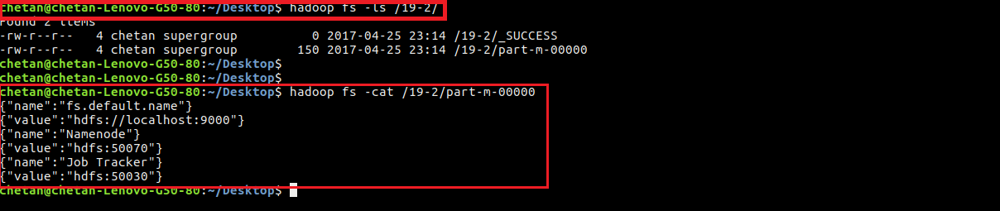 chetan@chetan-Lenovo-G50-80:~/Desktop$ hadoop fs -ls /19-2/
Found 2 items
-rw-r--r--   4 chetan supergroup          0 2017-04-25 23:14 /19-2/_SUCCESS
-rw-r--r--   4 chetan supergroup        150 2017-04-25 23:14 /19-2/part-m-00000
chetan@chetan-Lenovo-G50-80:~/Desktop$
chetan@chetan-Lenovo-G50-80:~/Desktop$
chetan@chetan-Lenovo-G50-80:~/Desktop$ hadoop fs -cat /19-2/part-m-00000
{"name":"fs.default.name"}
{"value":"hdfs://localhost:9000"}
{"name":"Namenode"}
{"value":"hdfs:50070"}
{"name":"Job Tracker"}
{"value":"hdfs:50030"}
chetan@chetan-Lenovo-G50-80:~/Desktop$